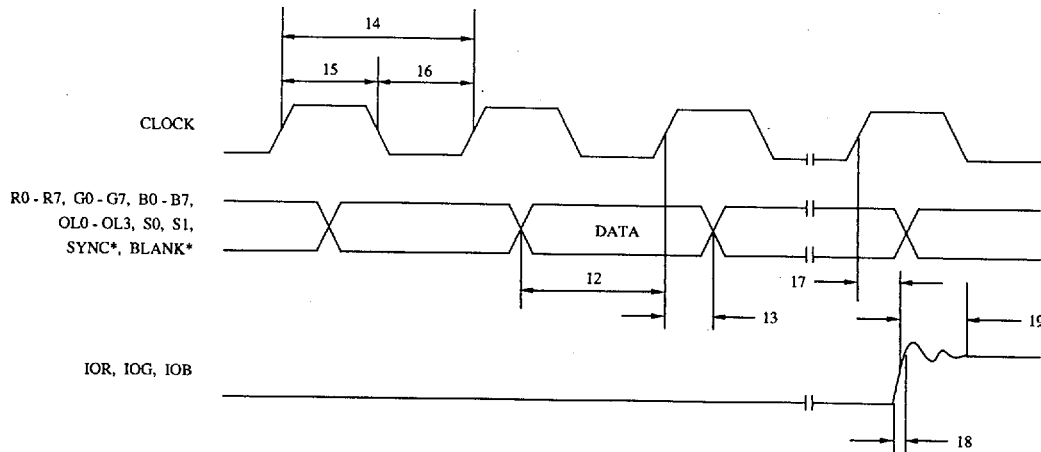 14
15
16
CLOCK
R0 - R7, G0 - G7, B0 - B7,
OL0 - OL3, S0, S1,
SYNC*, BLANK*
DATA
12
17
13
19
IOR, IOG, IOB
18